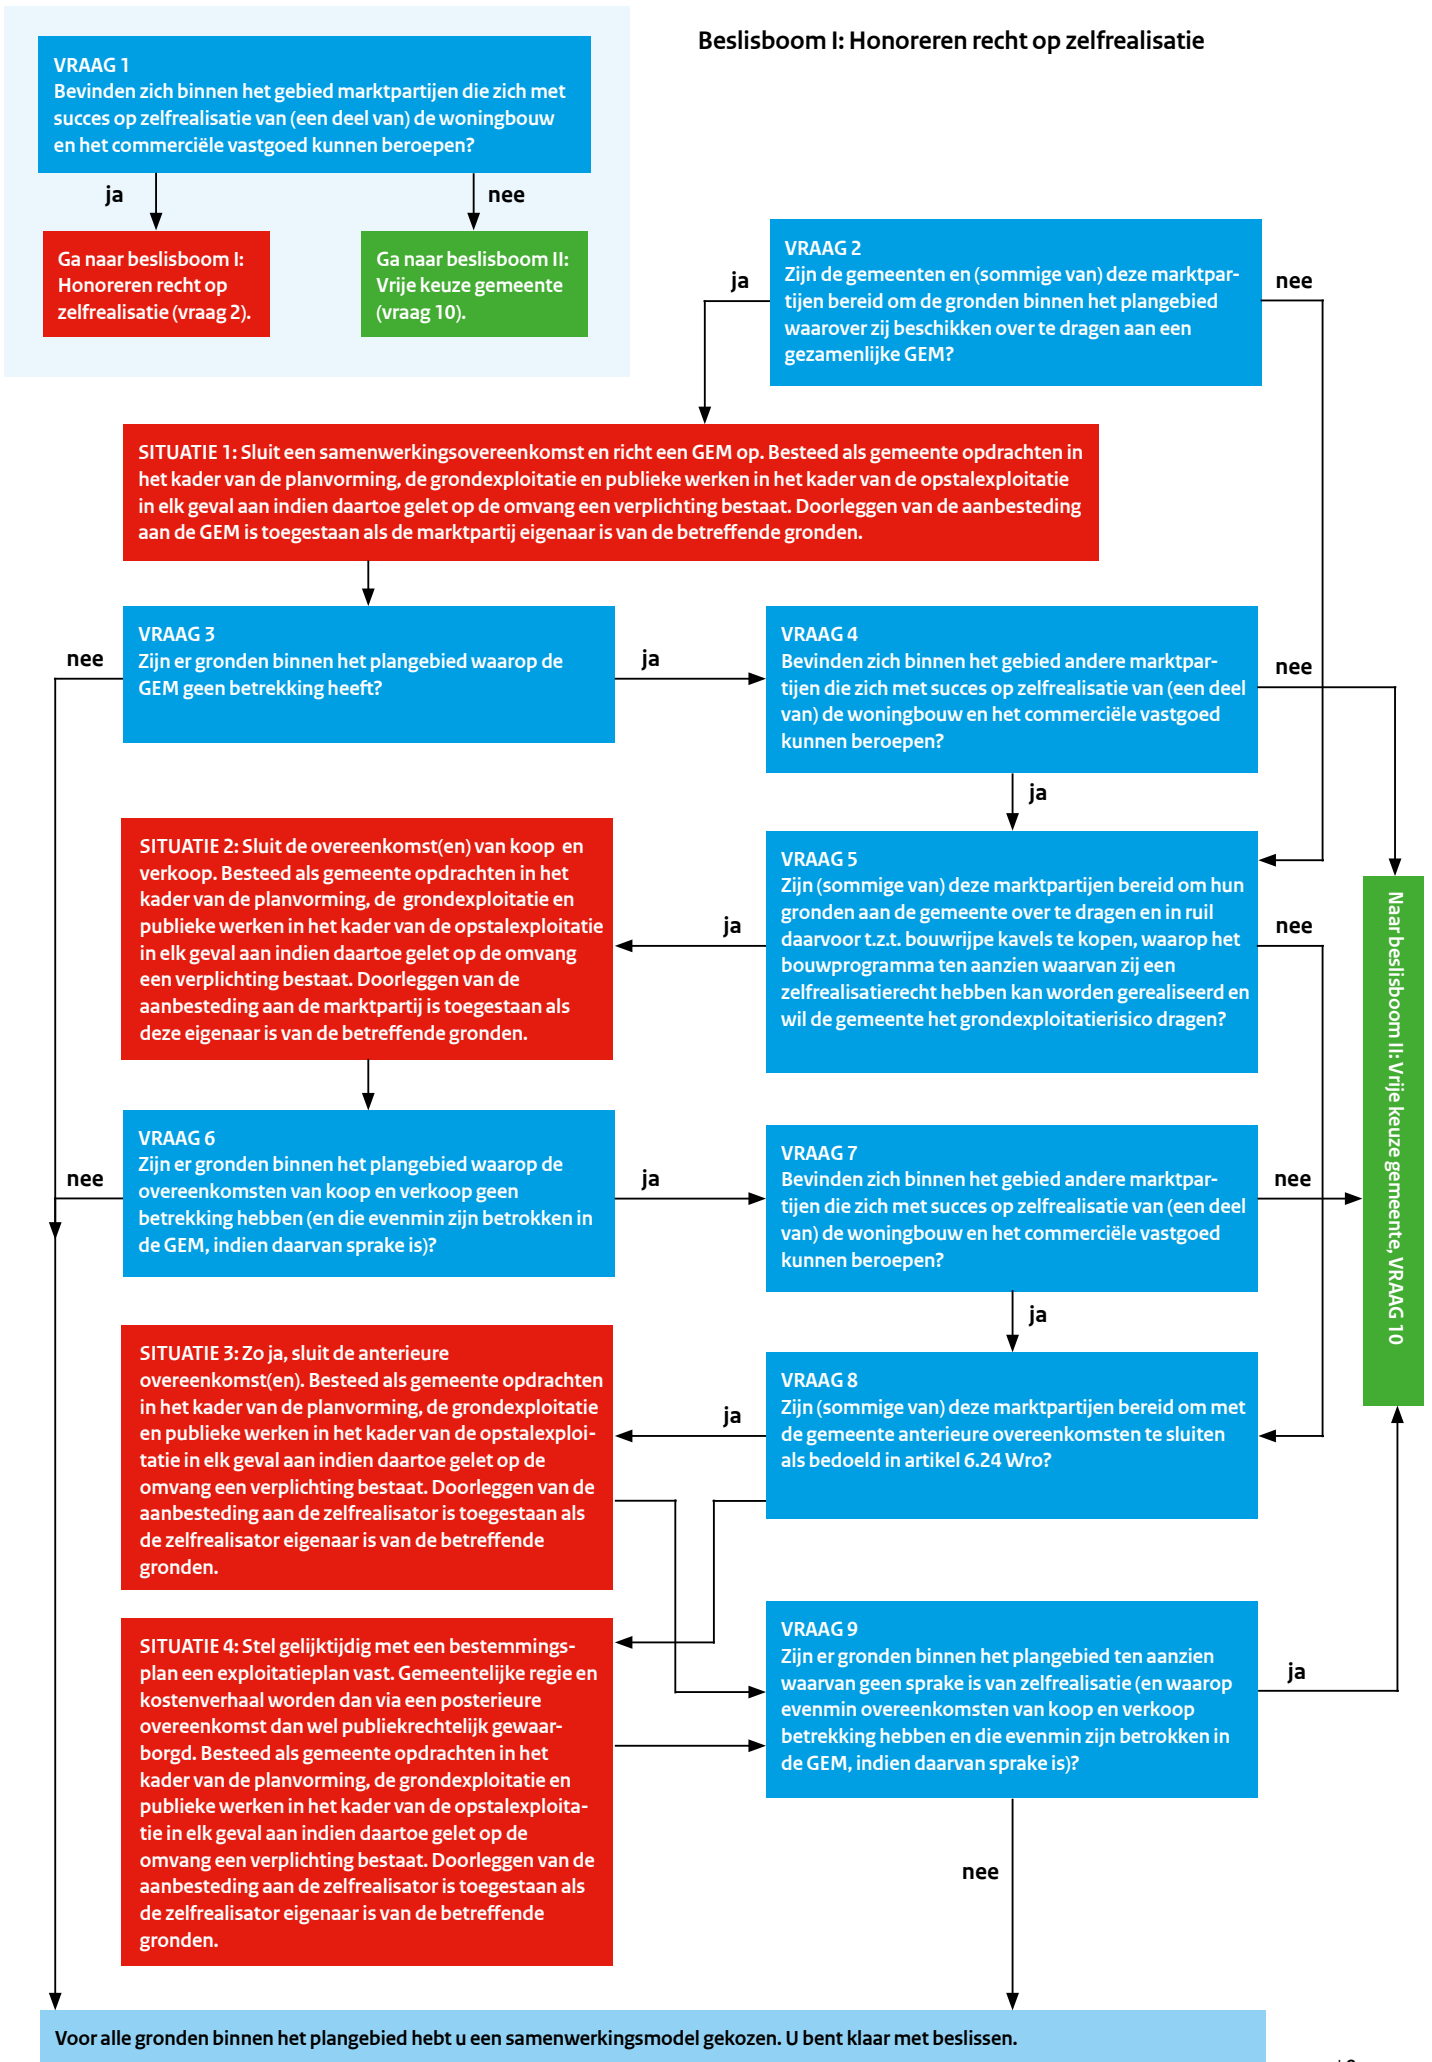 Beslisboom I: Honoreren recht op zelfrealisatie
VRAAG 1
Bevinden zich binnen het gebied marktpartijen die zich met
succes op zelfrealisatie van (een deel van) de woningbouw
en het commerciële vastgoed kunnen beroepen?
ja
nee
Ga naar beslisboom I:
Honoreren recht op
zelfrealisatie (vraag 2).
Ga naar beslisboom II:
Vrije keuze gemeente
(vraag 10).
VRAAG 2
Zijn de gemeenten en (sommige van) deze marktpar-
tijen bereid om de gronden binnen het plangebied
waarover zij beschikken over te dragen aan een
gezamenlijke GEM?
ja
nee
SITUATIE 1: Sluit een samenwerkingsovereenkomst en richt een GEM op. Besteed als gemeente opdrachten in
het kader van de planvorming, de grondexploitatie en publieke werken in het kader van de opstalexploitatie
in elk geval aan indien daartoe gelet op de omvang een verplichting bestaat. Doorleggen van de aanbesteding
aan de GEM is toegestaan als de marktpartij eigenaar is van de betreffende gronden.
VRAAG 3
Zijn er gronden binnen het plangebied waarop de
GEM geen betrekking heeft?
nee
ja
VRAAG 4
Bevinden zich binnen het gebied andere marktpar-
tijen die zich met succes op zelfrealisatie van (een deel
van) de woningbouw en het commerciële vastgoed
kunnen beroepen?
nee
ja
SITUATIE 2: Sluit de overeenkomst(en) van koop en
verkoop. Besteed als gemeente opdrachten in het
kader van de planvorming, de grondexploitatie en
publieke werken in het kader van de opstalexploitatie
in elk geval aan indien daartoe gelet op de omvang
een verplichting bestaat. Doorleggen van de
aanbesteding aan de marktpartij is toegestaan als
deze eigenaar is van de betreffende gronden.
VRAAG 5
Zijn (sommige van) deze marktpartijen bereid om hun
gronden aan de gemeente over te dragen en in ruil
daarvoor t.z.t. bouwrijpe kavels te kopen, waarop het
bouwprogramma ten aanzien waarvan zij een
zelfrealisatierecht hebben kan worden gerealiseerd en
wil de gemeente het grondexploitatierisico dragen?
ja
nee
Naar beslisboom II: Vrije keuze gemeente, VRAAG 10
VRAAG 6
Zijn er gronden binnen het plangebied waarop de
overeenkomsten van koop en verkoop geen
betrekking hebben (en die evenmin zijn betrokken in
de GEM, indien daarvan sprake is)?
nee
ja
VRAAG 7
Bevinden zich binnen het gebied andere marktpar-
tijen die zich met succes op zelfrealisatie van (een deel
van) de woningbouw en het commerciële vastgoed
kunnen beroepen?
nee
ja
SITUATIE 3: Zo ja, sluit de anterieure
overeenkomst(en). Besteed als gemeente opdrachten
in het kader van de planvorming, de grondexploitatie
en publieke werken in het kader van de opstalexploi-
tatie in elk geval aan indien daartoe gelet op de
omvang een verplichting bestaat. Doorleggen van de
aanbesteding aan de zelfrealisator is toegestaan als
de zelfrealisator eigenaar is van de betreffende
gronden.
VRAAG 8
Zijn (sommige van) deze marktpartijen bereid om met
de gemeente anterieure overeenkomsten te sluiten
als bedoeld in artikel 6.24 Wro?
ja
SITUATIE 4: Stel gelijktijdig met een bestemmings-
plan een exploitatieplan vast. Gemeentelijke regie en
kostenverhaal worden dan via een posterieure
overeenkomst dan wel publiekrechtelijk gewaar-
borgd. Besteed als gemeente opdrachten in het
kader van de planvorming, de grondexploitatie en
publieke werken in het kader van de opstalexploita-
tie in elk geval aan indien daartoe gelet op de
omvang een verplichting bestaat. Doorleggen van de
aanbesteding aan de zelfrealisator is toegestaan als
de zelfrealisator eigenaar is van de betreffende
gronden.
VRAAG 9
Zijn er gronden binnen het plangebied ten aanzien
waarvan geen sprake is van zelfrealisatie (en waarop
evenmin overeenkomsten van koop en verkoop
betrekking hebben en die evenmin zijn betrokken in
de GEM, indien daarvan sprake is)?
ja
nee
Voor alle gronden binnen het plangebied hebt u een samenwerkingsmodel gekozen. U bent klaar met beslissen.